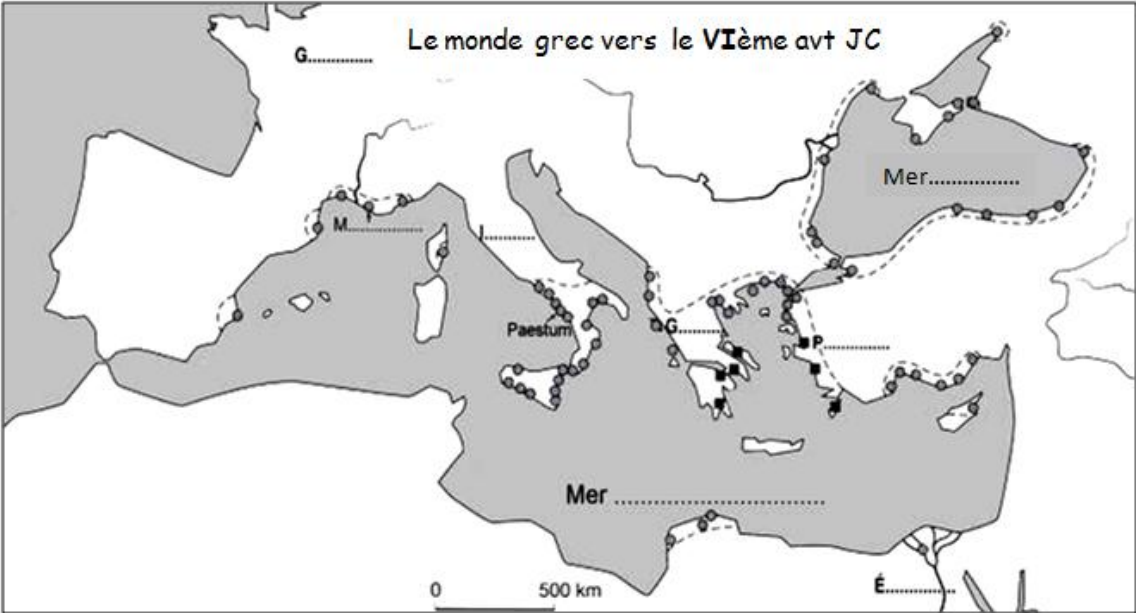 Le monde grec vers le VIème avt JC
G...............
Mer................
M................
I..........
Paestum
G........
P.............
Mer ..............................
É..............
0 500 km